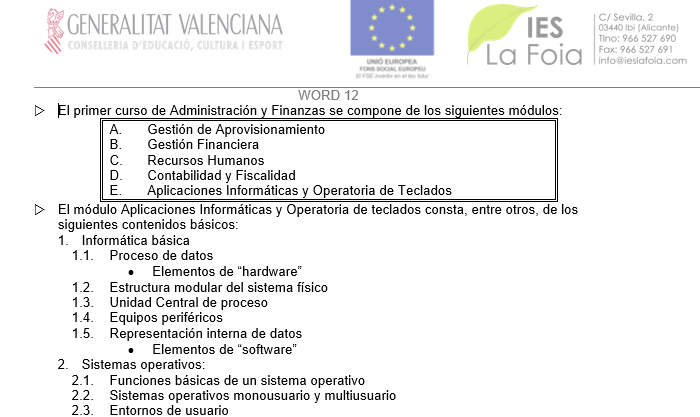 GENERALITAT VALENCIANA
CONSELLERIA D'EDUCACIÓ, CULTURA I ESPORT
UNIÓ EUROPEA
FONS SOCIAL EUROPEU
El FSE inverteix en el teu futur
IES
La Foia
C/ Sevilla, 2
03440 Ibi (Alicante)
Tlno: 966 527 690
Fax: 966 527 691
info@ieslafoia.com
WORD 12
▷ El primer curso de Administración y Finanzas se compone de los siguientes módulos:
A. Gestión de Aprovisionamiento
B. Gestión Financiera
C. Recursos Humanos
D. Contabilidad y Fiscalidad
E. Aplicaciones Informáticas y Operatoria de Teclados
▷ El módulo Aplicaciones Informáticas y Operatoria de teclados consta, entre otros, de los
siguientes contenidos básicos:
1. Informática básica
1.1. Proceso de datos
• Elementos de “hardware”
1.2. Estructura modular del sistema físico
1.3. Unidad Central de proceso
1.4. Equipos periféricos
1.5. Representación interna de datos
• Elementos de “software”
2. Sistemas operativos:
2.1. Funciones básicas de un sistema operativo
2.2. Sistemas operativos monousuario y multiusuario
2.3. Entornos de usuario